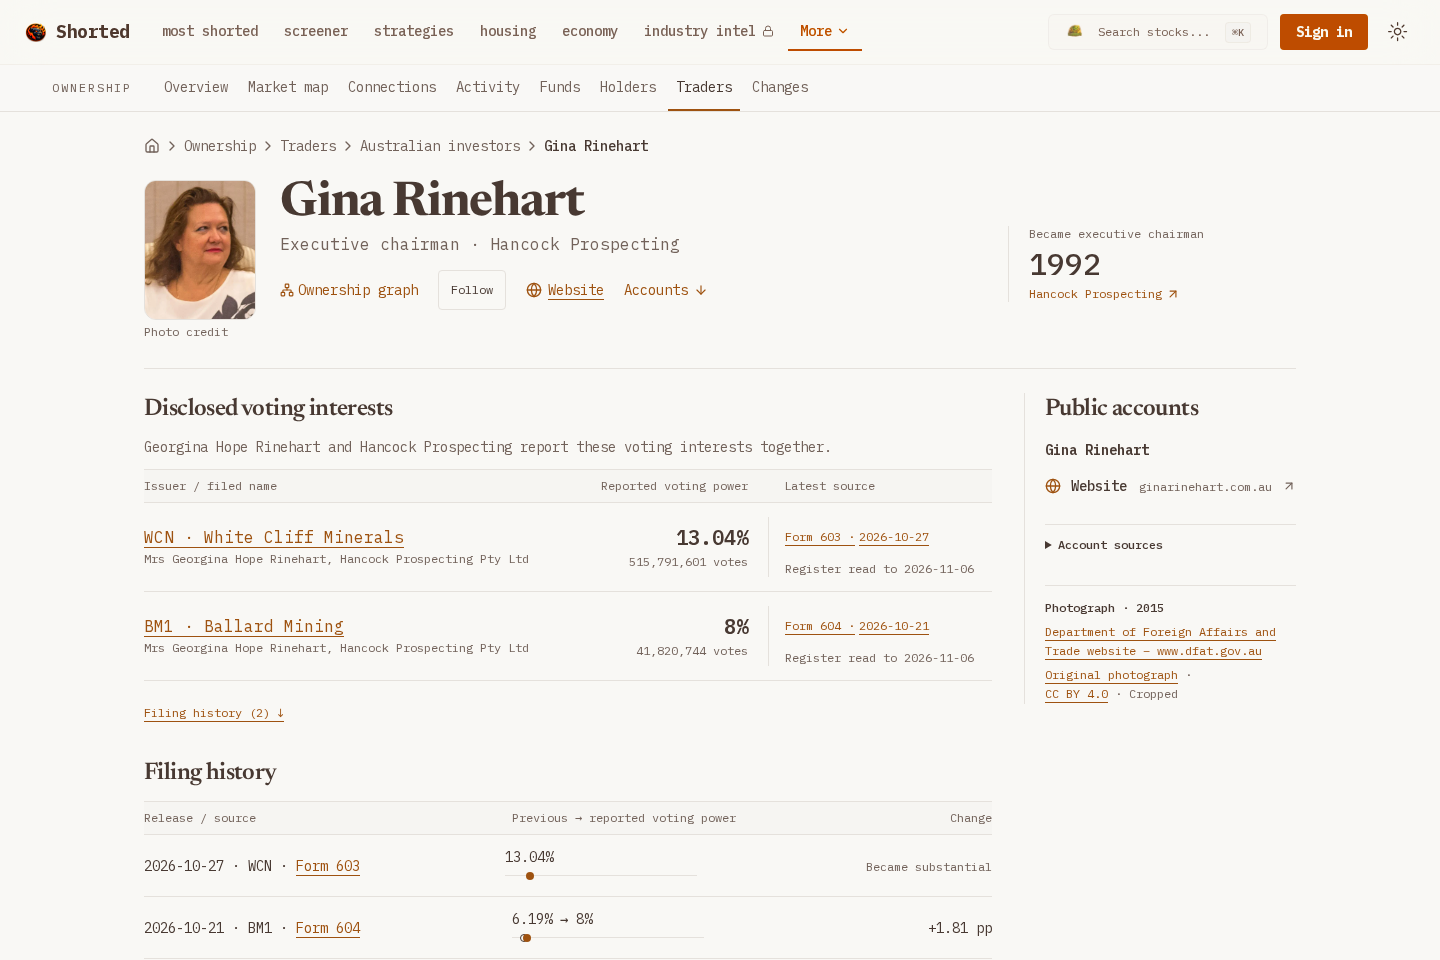 Shorted most shorted screener strategies housing economy industry intel More Search stocks... ⌘K Sign in
OWNERSHIP Overview Market map Connections Activity Funds Holders Traders Changes
Ownership Traders Australian investors Gina Rinehart
Gina Rinehart
Executive chairman · Hancock Prospecting
Ownership graph Follow Website Accounts ↓
Photo credit
Became executive chairman
1992
Hancock Prospecting ↗
Disclosed voting interests
Georgina Hope Rinehart and Hancock Prospecting report these voting interests together.
Issuer / filed name Reported voting power Latest source
WCN · White Cliff Minerals 13.04% Form 603 · 2026-10-27
Mrs Georgina Hope Rinehart, Hancock Prospecting Pty Ltd 515,791,601 votes Register read to 2026-11-06
BM1 · Ballard Mining 8% Form 604 · 2026-10-21
Mrs Georgina Hope Rinehart, Hancock Prospecting Pty Ltd 41,820,744 votes Register read to 2026-11-06
Filing history (2) ↓
Filing history
Release / source Previous → reported voting power Change
2026-10-27 · WCN · Form 603 13.04% Became substantial
2026-10-21 · BM1 · Form 604 6.19% → 8% +1.81 pp
Public accounts
Gina Rinehart
Website ginarinehart.com.au ↗
Account sources
Photograph · 2015
Department of Foreign Affairs and
Trade website – www.dfat.gov.au
Original photograph ·
CC BY 4.0 · Cropped